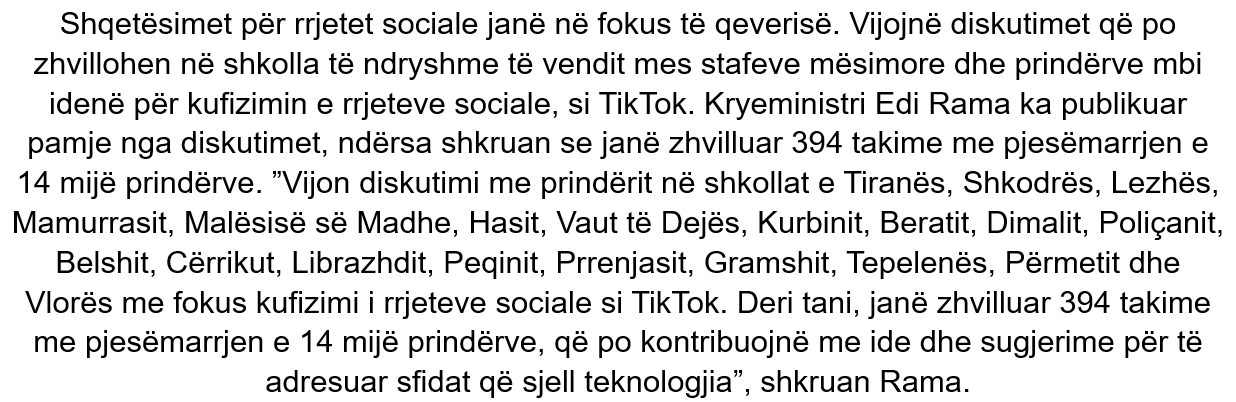 Shqetësimet për rrjetet sociale janë në fokus të qeverisë. Vijojnë diskutimet që po
zhvillohen në shkolla të ndryshme të vendit mes stafeve mësimore dhe prindërve mbi
idenë për kufizimin e rrjeteve sociale, si TikTok. Kryeministri Edi Rama ka publikuar
pamje nga diskutimet, ndërsa shkruan se janë zhvilluar 394 takime me pjesëmarrjen e
14 mijë prindërve. ”Vijon diskutimi me prindërit në shkollat e Tiranës, Shkodrës, Lezhës,
Mamurrasit, Malësisë së Madhe, Hasit, Vaut të Dejës, Kurbinit, Beratit, Dimalit, Poliçanit,
Belshit, Cërrikut, Librazhdit, Peqinit, Prrenjasit, Gramshit, Tepelenës, Përmetit dhe
Vlorës me fokus kufizimi i rrjeteve sociale si TikTok. Deri tani, janë zhvilluar 394 takime
me pjesëmarrjen e 14 mijë prindërve, që po kontribuojnë me ide dhe sugjerime për të
adresuar sfidat që sjell teknologjia”, shkruan Rama.